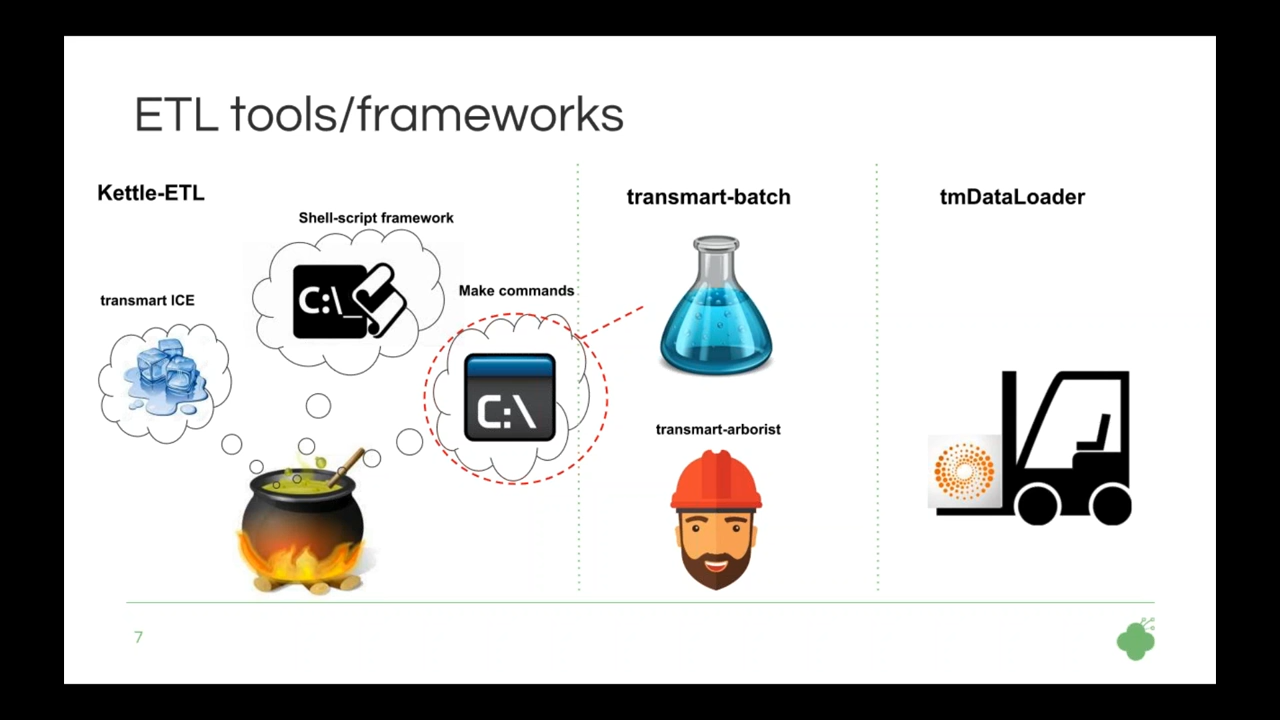 ETL tools/frameworks
Kettle-ETL
Shell-script framework
transmart ICE
Make commands
C:\_
C:\
transmart-batch
transmart-arborist
tmDataLoader
7